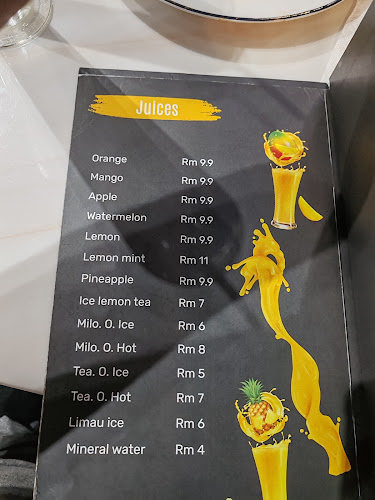 Juices
Orange Rm 9.9
Mango Rm 9.9
Apple Rm 9.9
Watermelon Rm 9.9
Lemon Rm 9.9
Lemon mint Rm 11
Pineapple Rm 9.9
Ice lemon tea Rm 7
Milo. O. Ice Rm 6
Milo. O. Hot Rm 8
Tea. O. Ice Rm 5
Tea. O. Hot Rm 7
Limau ice Rm 6
Mineral water Rm 4